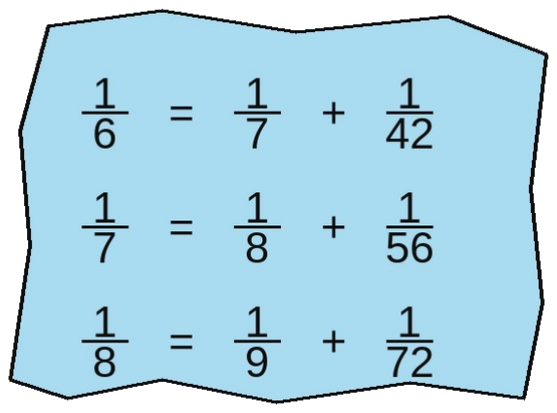 1/6 = 1/7 + 1/42
1/7 = 1/8 + 1/56
1/8 = 1/9 + 1/72